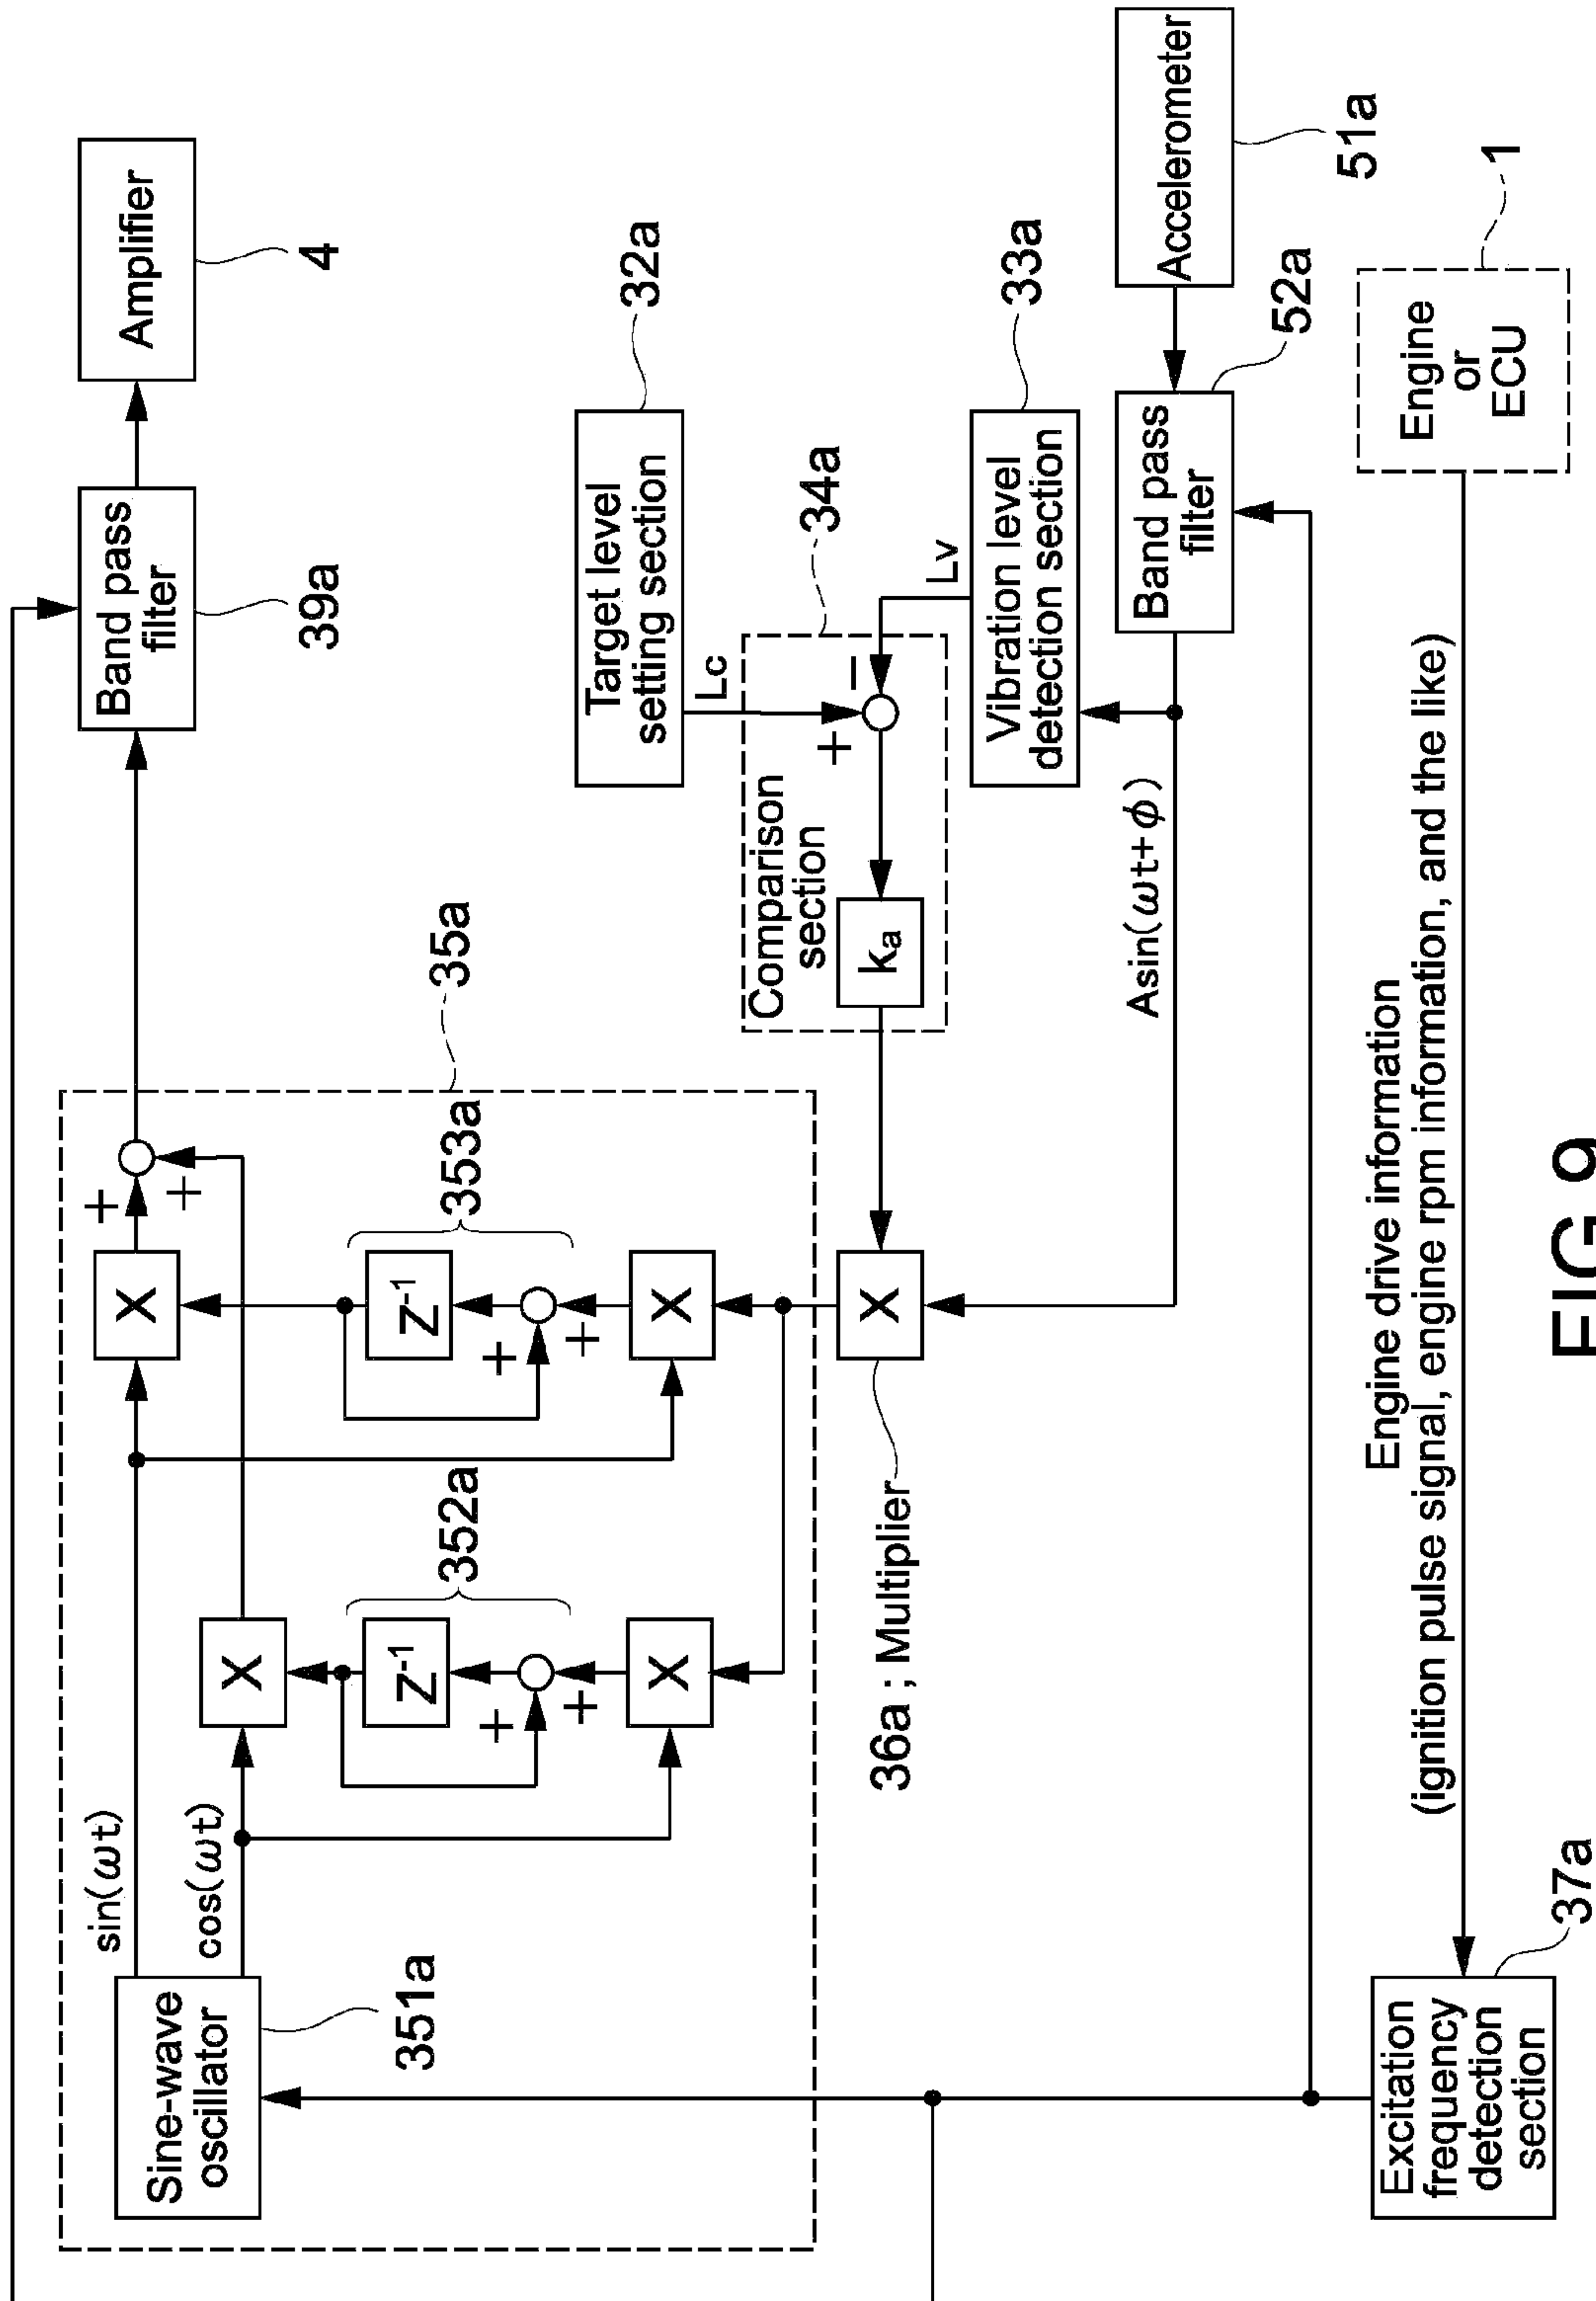 Sine-wave
oscillator
351a
sin(ωt)
cos(ωt)
X
X
Z-1
352a
+
+
X
X
+
+
Z-1
353a
+
+
X
35a
Band pass
filter
39a
Amplifier
4
Target level
setting section
32a
Lc
Comparison
section
34a
ka
+
−
Lv
Vibration level
detection section
33a
36a ; Multiplier
X
Asin(ωt+ϕ)
Band pass
filter
52a
Accelerometer
51a
Excitation
frequency
detection
section
37a
Engine drive information
(ignition pulse signal, engine rpm information, and the like)
Engine
or
ECU
1
FIG.9